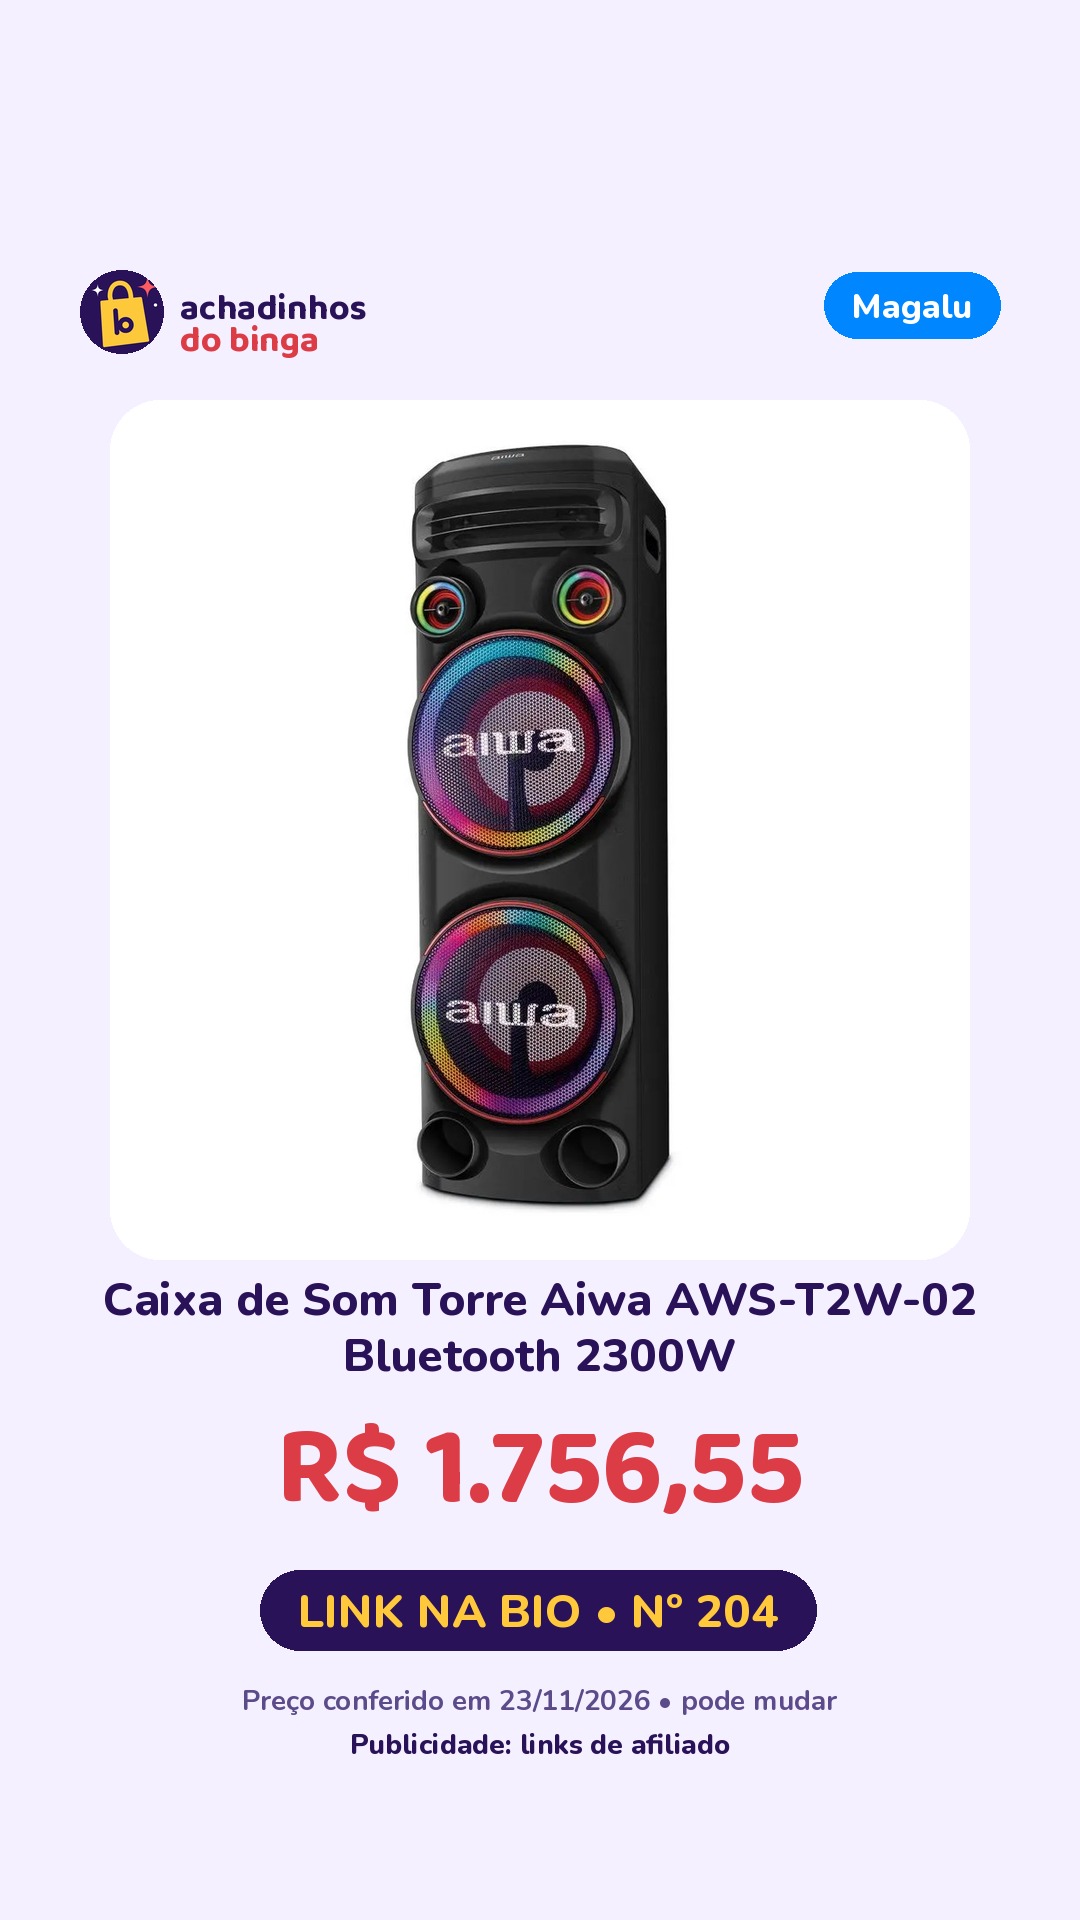 achadinhos
do binga
Magalu
aiwa
aiwa
aiwa
Caixa de Som Torre Aiwa AWS-T2W-02
Bluetooth 2300W
R$ 1.756,55
LINK NA BIO • Nº 204
Preço conferido em 23/11/2026 • pode mudar
Publicidade: links de afiliado